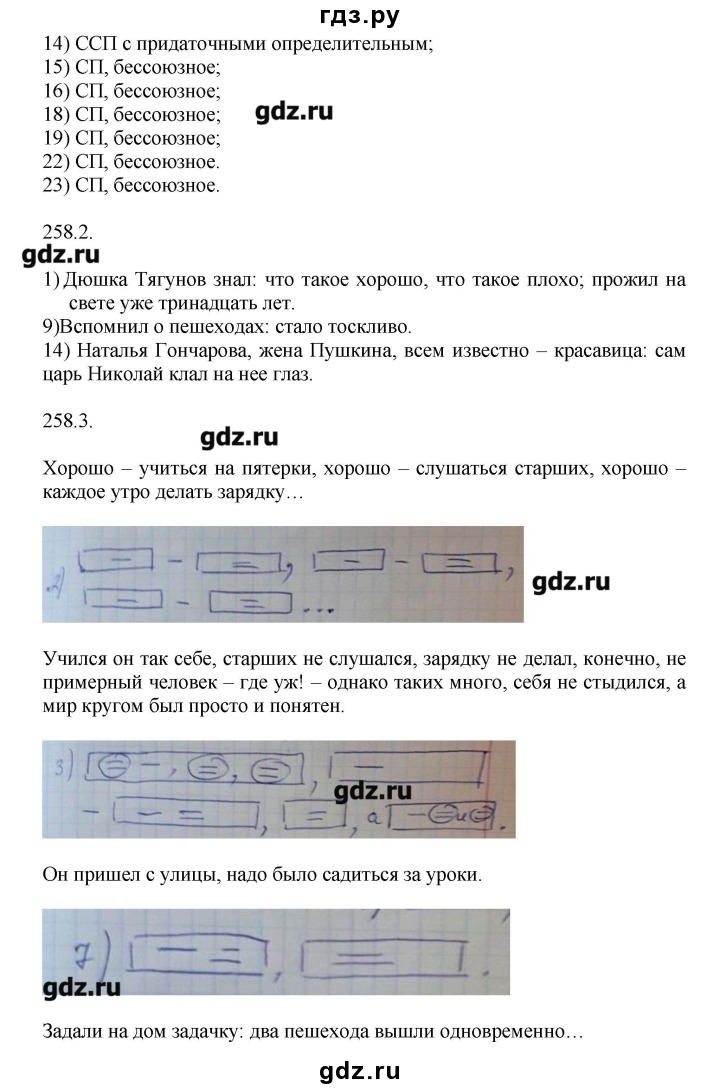 гдз.ру
14) ССП с придаточными определительным;
15) СП, бессоюзное;
16) СП, бессоюзное;
18) СП, бессоюзное;
gdz.ru
19) СП, бессоюзное;
22) СП, бессоюзное.
23) СП, бессоюзное.
258.2.
gdz.ru
1) Дюшка Тягунов знал: что такое хорошо, что такое плохо; прожил на
свете уже тринадцать лет.
9)Вспомнил о пешеходах: стало тоскливо.
14) Наталья Гончарова, жена Пушкина, всем известно – красавица: сам
царь Николай клал на нее глаз.
258.3.
gdz.ru
Хорошо – учиться на пятерки, хорошо – слушаться старших, хорошо –
каждое утро делать зарядку…
2)
gdz.ru
Учился он так себе, старших не слушался, зарядку не делал, конечно, не
примерный человек – где уж! – однако таких много, себя не стыдился, а
мир кругом был просто и понятен.
3)
gdz.ru
а и
Он пришел с улицы, надо было садиться за уроки.
7)
gdz.ru
Задали на дом задачку: два пешехода вышли одновременно…
gdz.ru